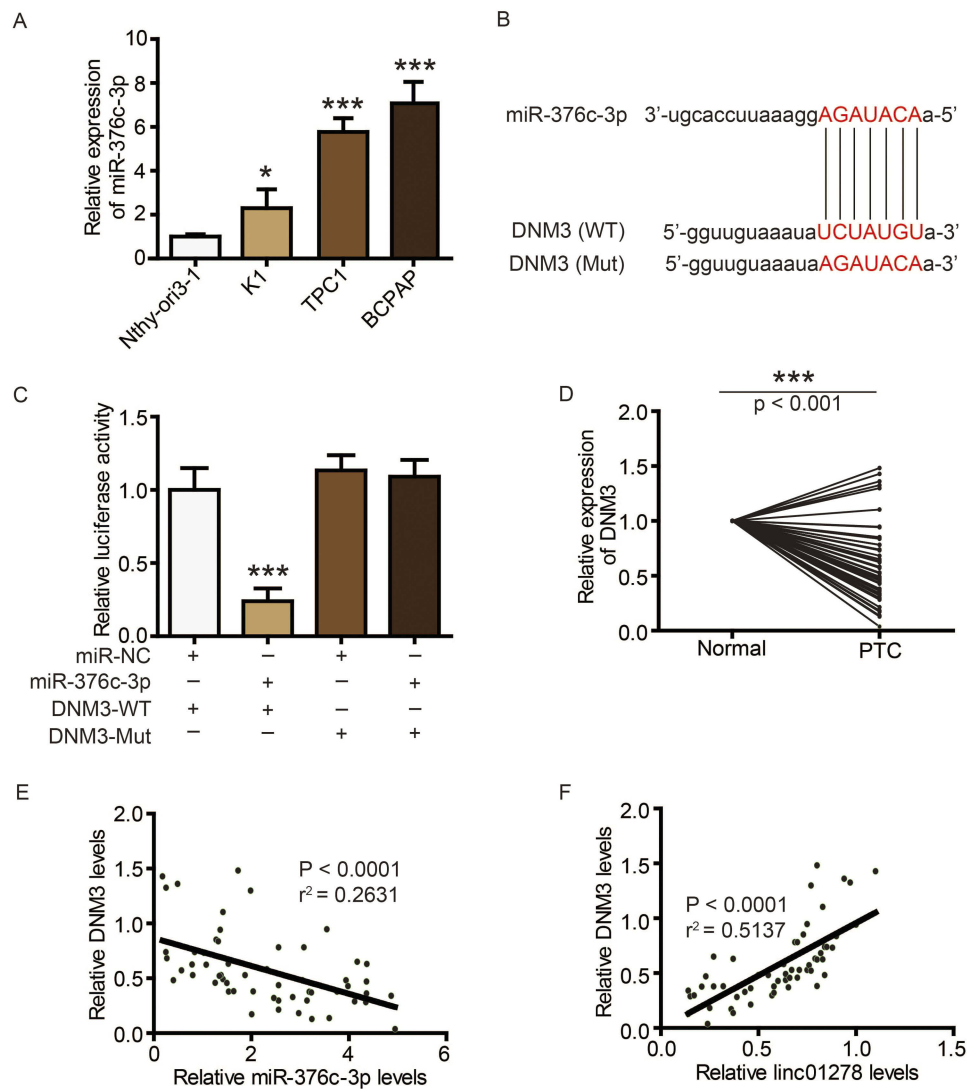 A
Relative expression
of miR-376c-3p
10
8
6
4
2
0
*
***
***
Nthy-ori3-1
K1
TPC1
BCPAP
B
miR-376c-3p 3'-ugcaccuuaaaggAGAUACAa-5'
DNM3 (WT) 5'-gguuguaaauaUCUAUGUa-3'
DNM3 (Mut) 5'-gguuguaaauaAGAUACAa-3'
C
Relative luciferase activity
1.5
1.0
0.5
0.0
***
miR-NC + − + −
miR-376c-3p − + − +
DNM3-WT + + − −
DNM3-Mut − − + +
D
***
p < 0.001
Relative expression
of DNM3
2.0
1.5
1.0
0.5
0.0
Normal PTC
E
Relative DNM3 levels
2.0
1.5
1.0
0.5
0.0
P < 0.0001
r² = 0.2631
0 2 4 6
Relative miR-376c-3p levels
F
Relative DNM3 levels
2.0
1.5
1.0
0.5
0.0
P < 0.0001
r² = 0.5137
0.0 0.5 1.0 1.5
Relative linc01278 levels